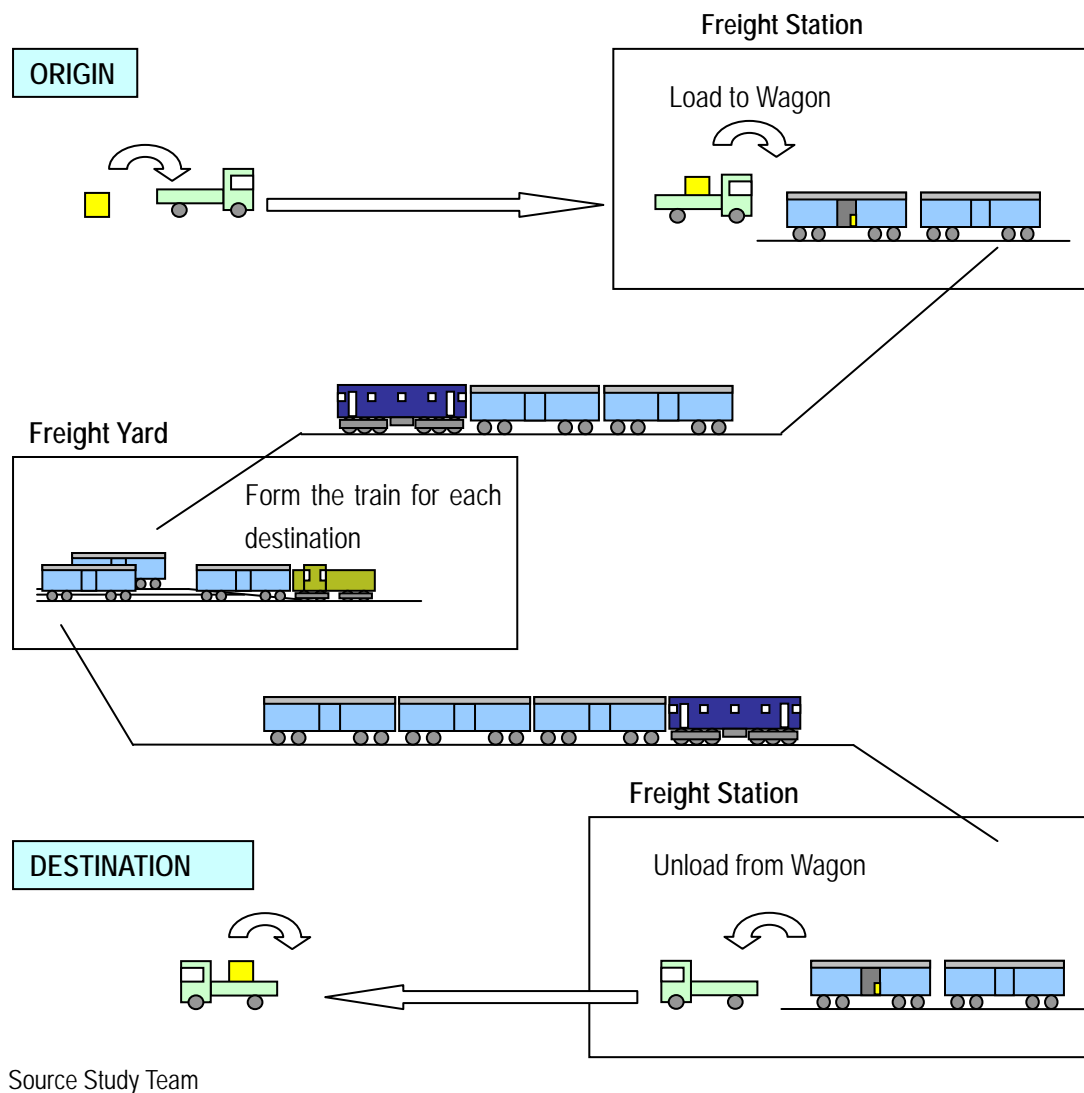 Freight Station
ORIGIN
Load to Wagon
Freight Yard
Form the train for each
destination
Freight Station
DESTINATION
Unload from Wagon
Source Study Team